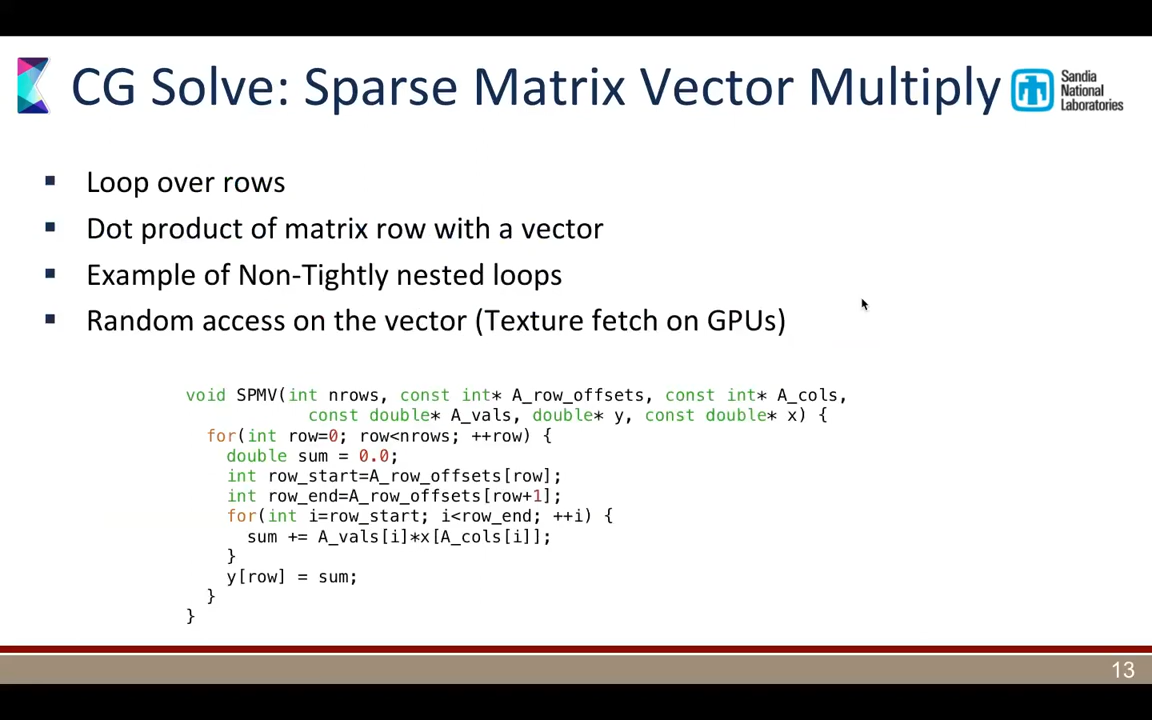 CG Solve: Sparse Matrix Vector Multiply
Sandia
National
Laboratories
▪ Loop over rows
▪ Dot product of matrix row with a vector
▪ Example of Non-Tightly nested loops
▪ Random access on the vector (Texture fetch on GPUs)
void SPMV(int nrows, const int* A_row_offsets, const int* A_cols,
const double* A_vals, double* y, const double* x) {
for(int row=0; row<nrows; ++row) {
double sum = 0.0;
int row_start=A_row_offsets[row];
int row_end=A_row_offsets[row+1];
for(int i=row_start; i<row_end; ++i) {
sum += A_vals[i]*x[A_cols[i]];
}
y[row] = sum;
}
}
13